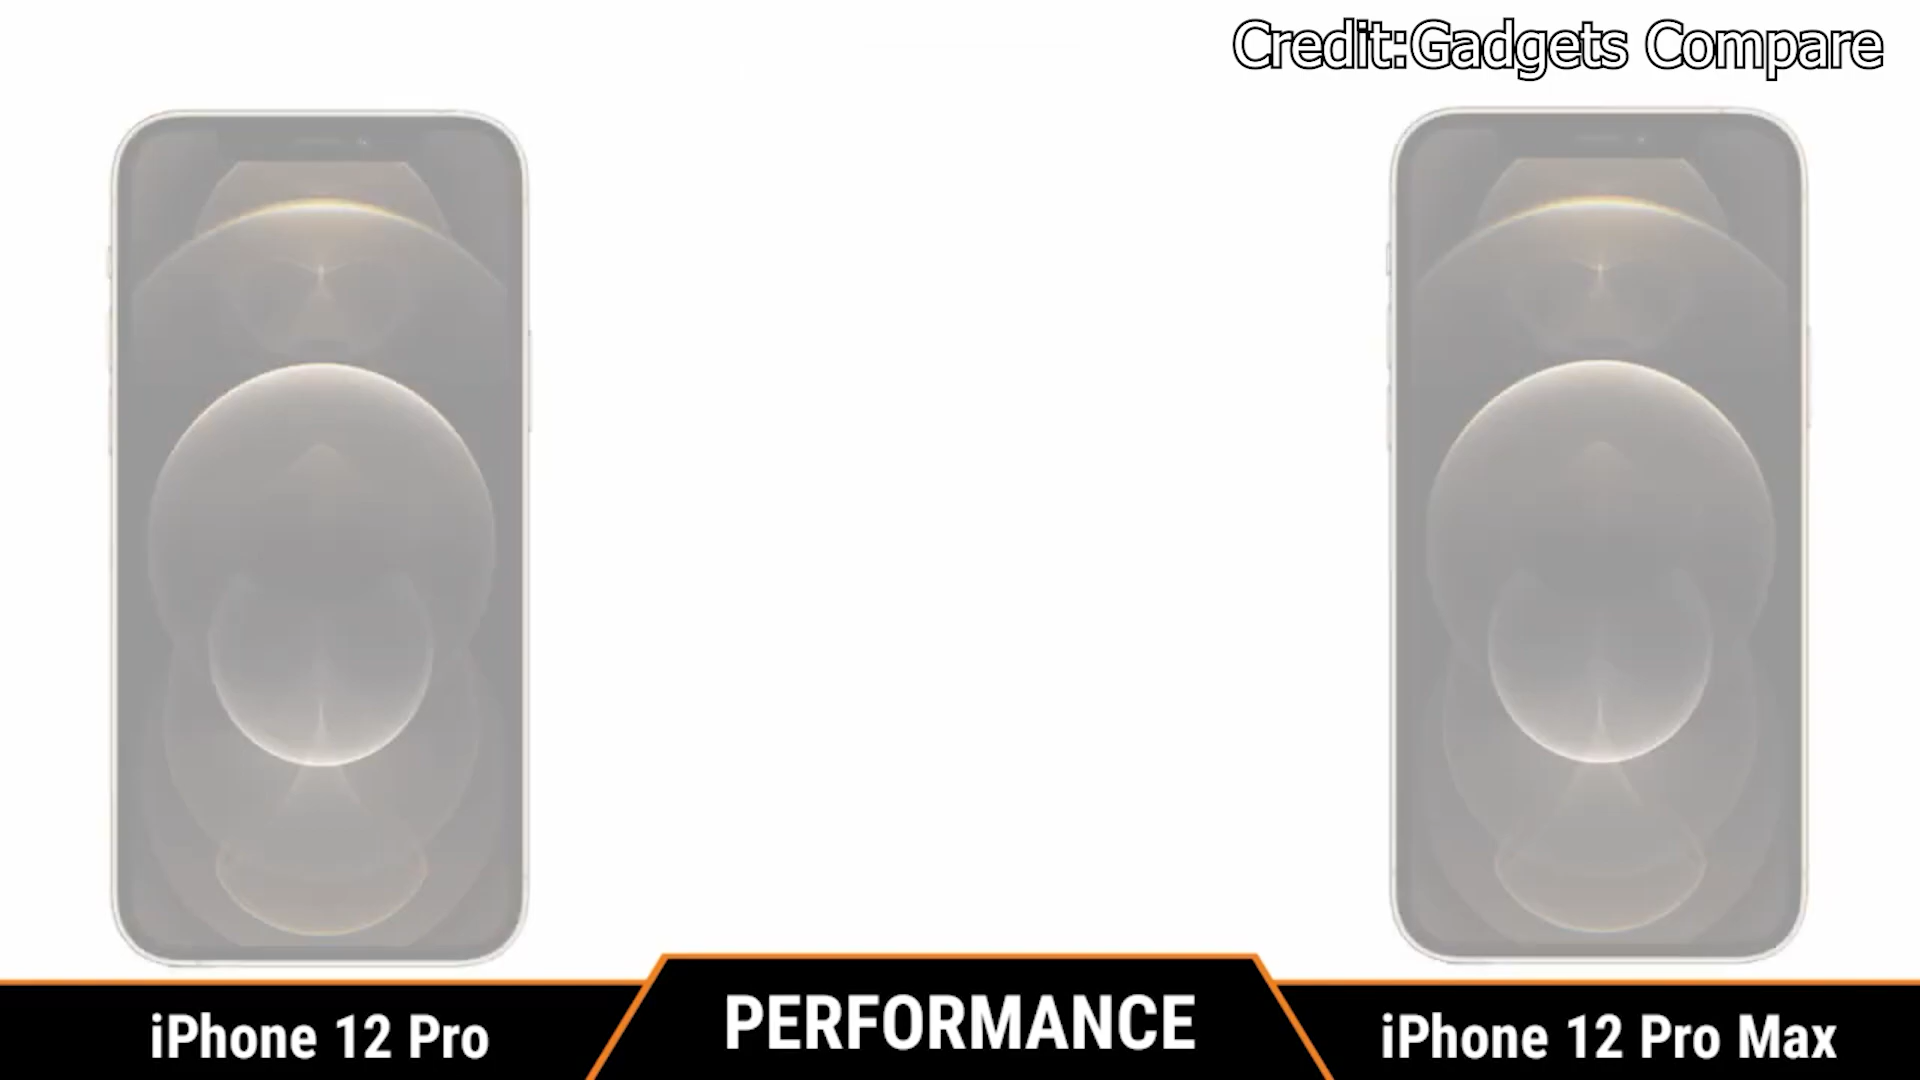 Credit:Gadgets Compare
iPhone 12 Pro
PERFORMANCE
iPhone 12 Pro Max